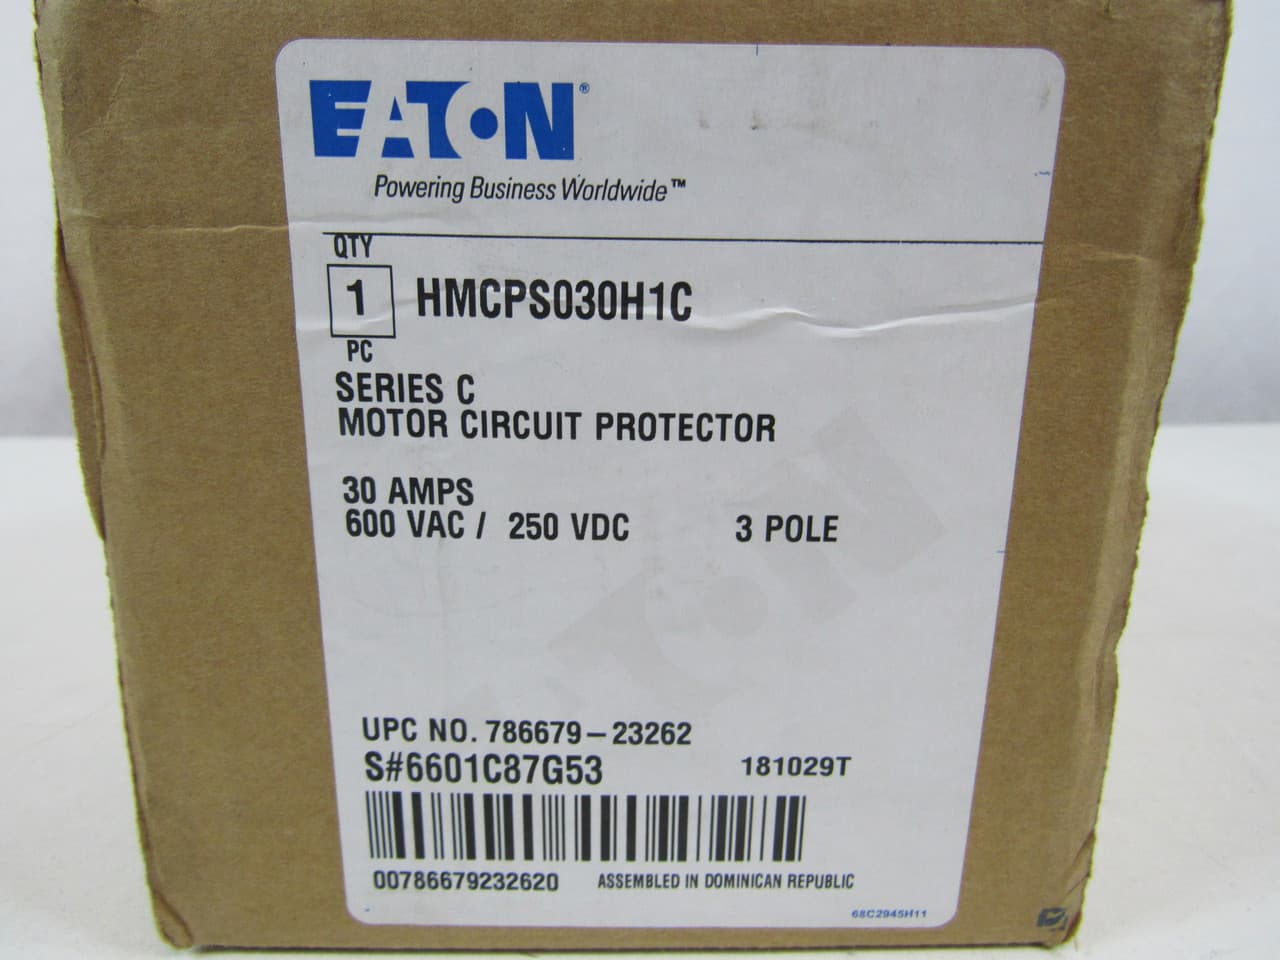 EATON®
Powering Business Worldwide™
QTY
1 HMCPS030H1C
PC
SERIES C
MOTOR CIRCUIT PROTECTOR
30 AMPS
600 VAC / 250 VDC 3 POLE
UPC NO. 786679-23262
S#6601C87G53 181029T
00786679232620 ASSEMBLED IN DOMINICAN REPUBLIC
68C2945H11